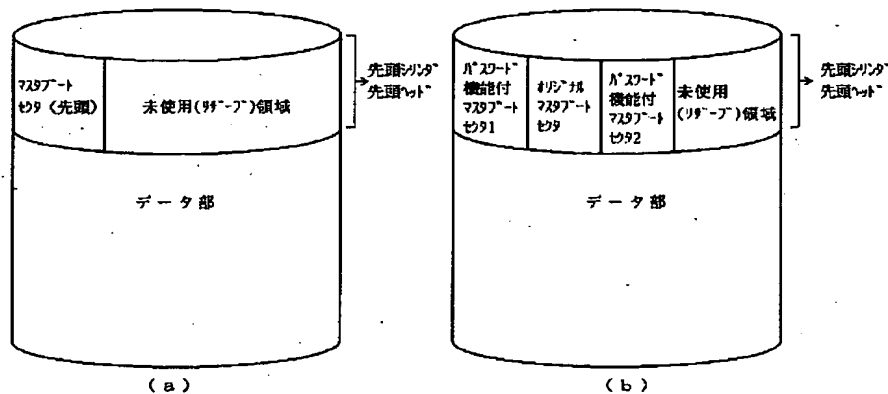 マスタブート
セクタ (先頭)
未使用(リザーブ)領域
データ部
先頭シリンダ
先頭ヘッド
(a)
パスワード
機能付
マスタブート
セクタ1
オリジナル
マスタブート
セクタ
パスワード
機能付
マスタブート
セクタ2
未使用
(リザーブ)領域
データ部
先頭シリンダ
先頭ヘッド
(b)